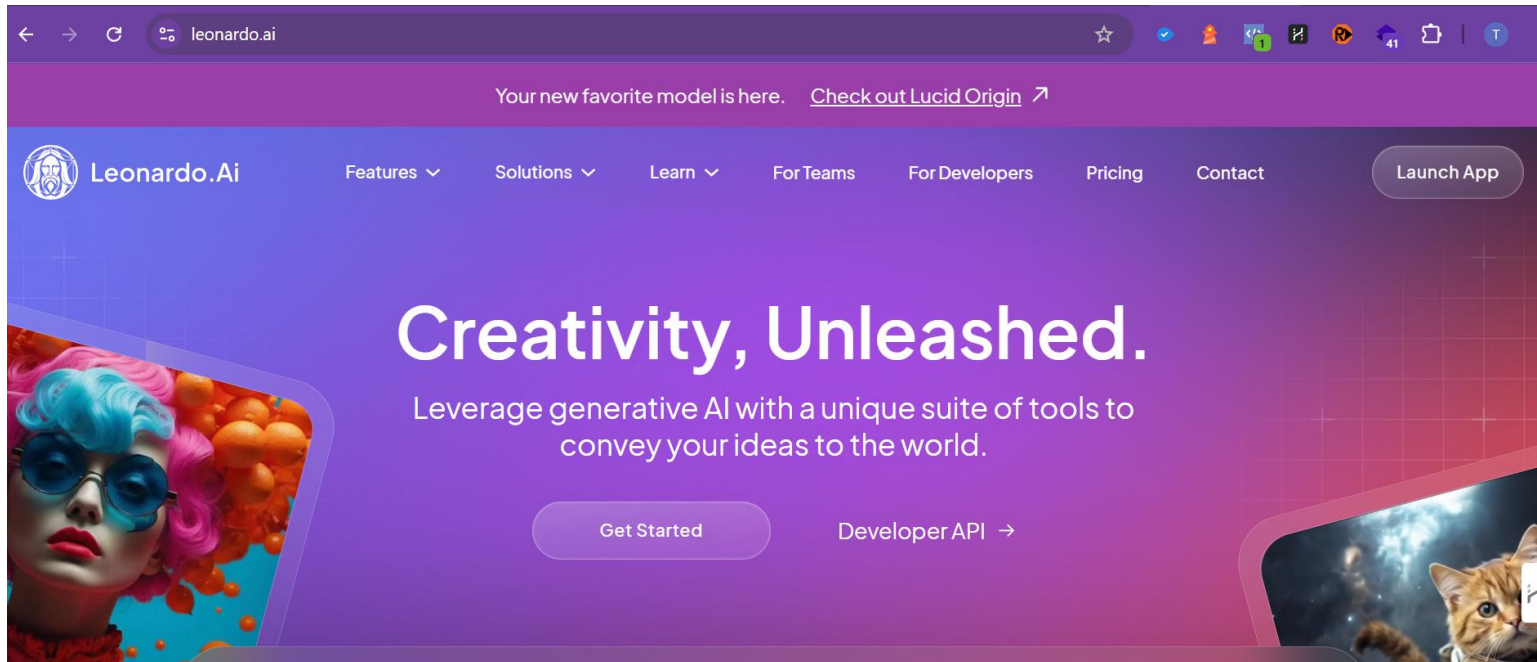 leonardo.ai
1
41
T
Your new favorite model is here. Check out Lucid Origin
Leonardo.Ai Features Solutions Learn For Teams For Developers Pricing Contact Launch App
Creativity, Unleashed.
Leverage generative AI with a unique suite of tools to
convey your ideas to the world.
Get Started Developer API →